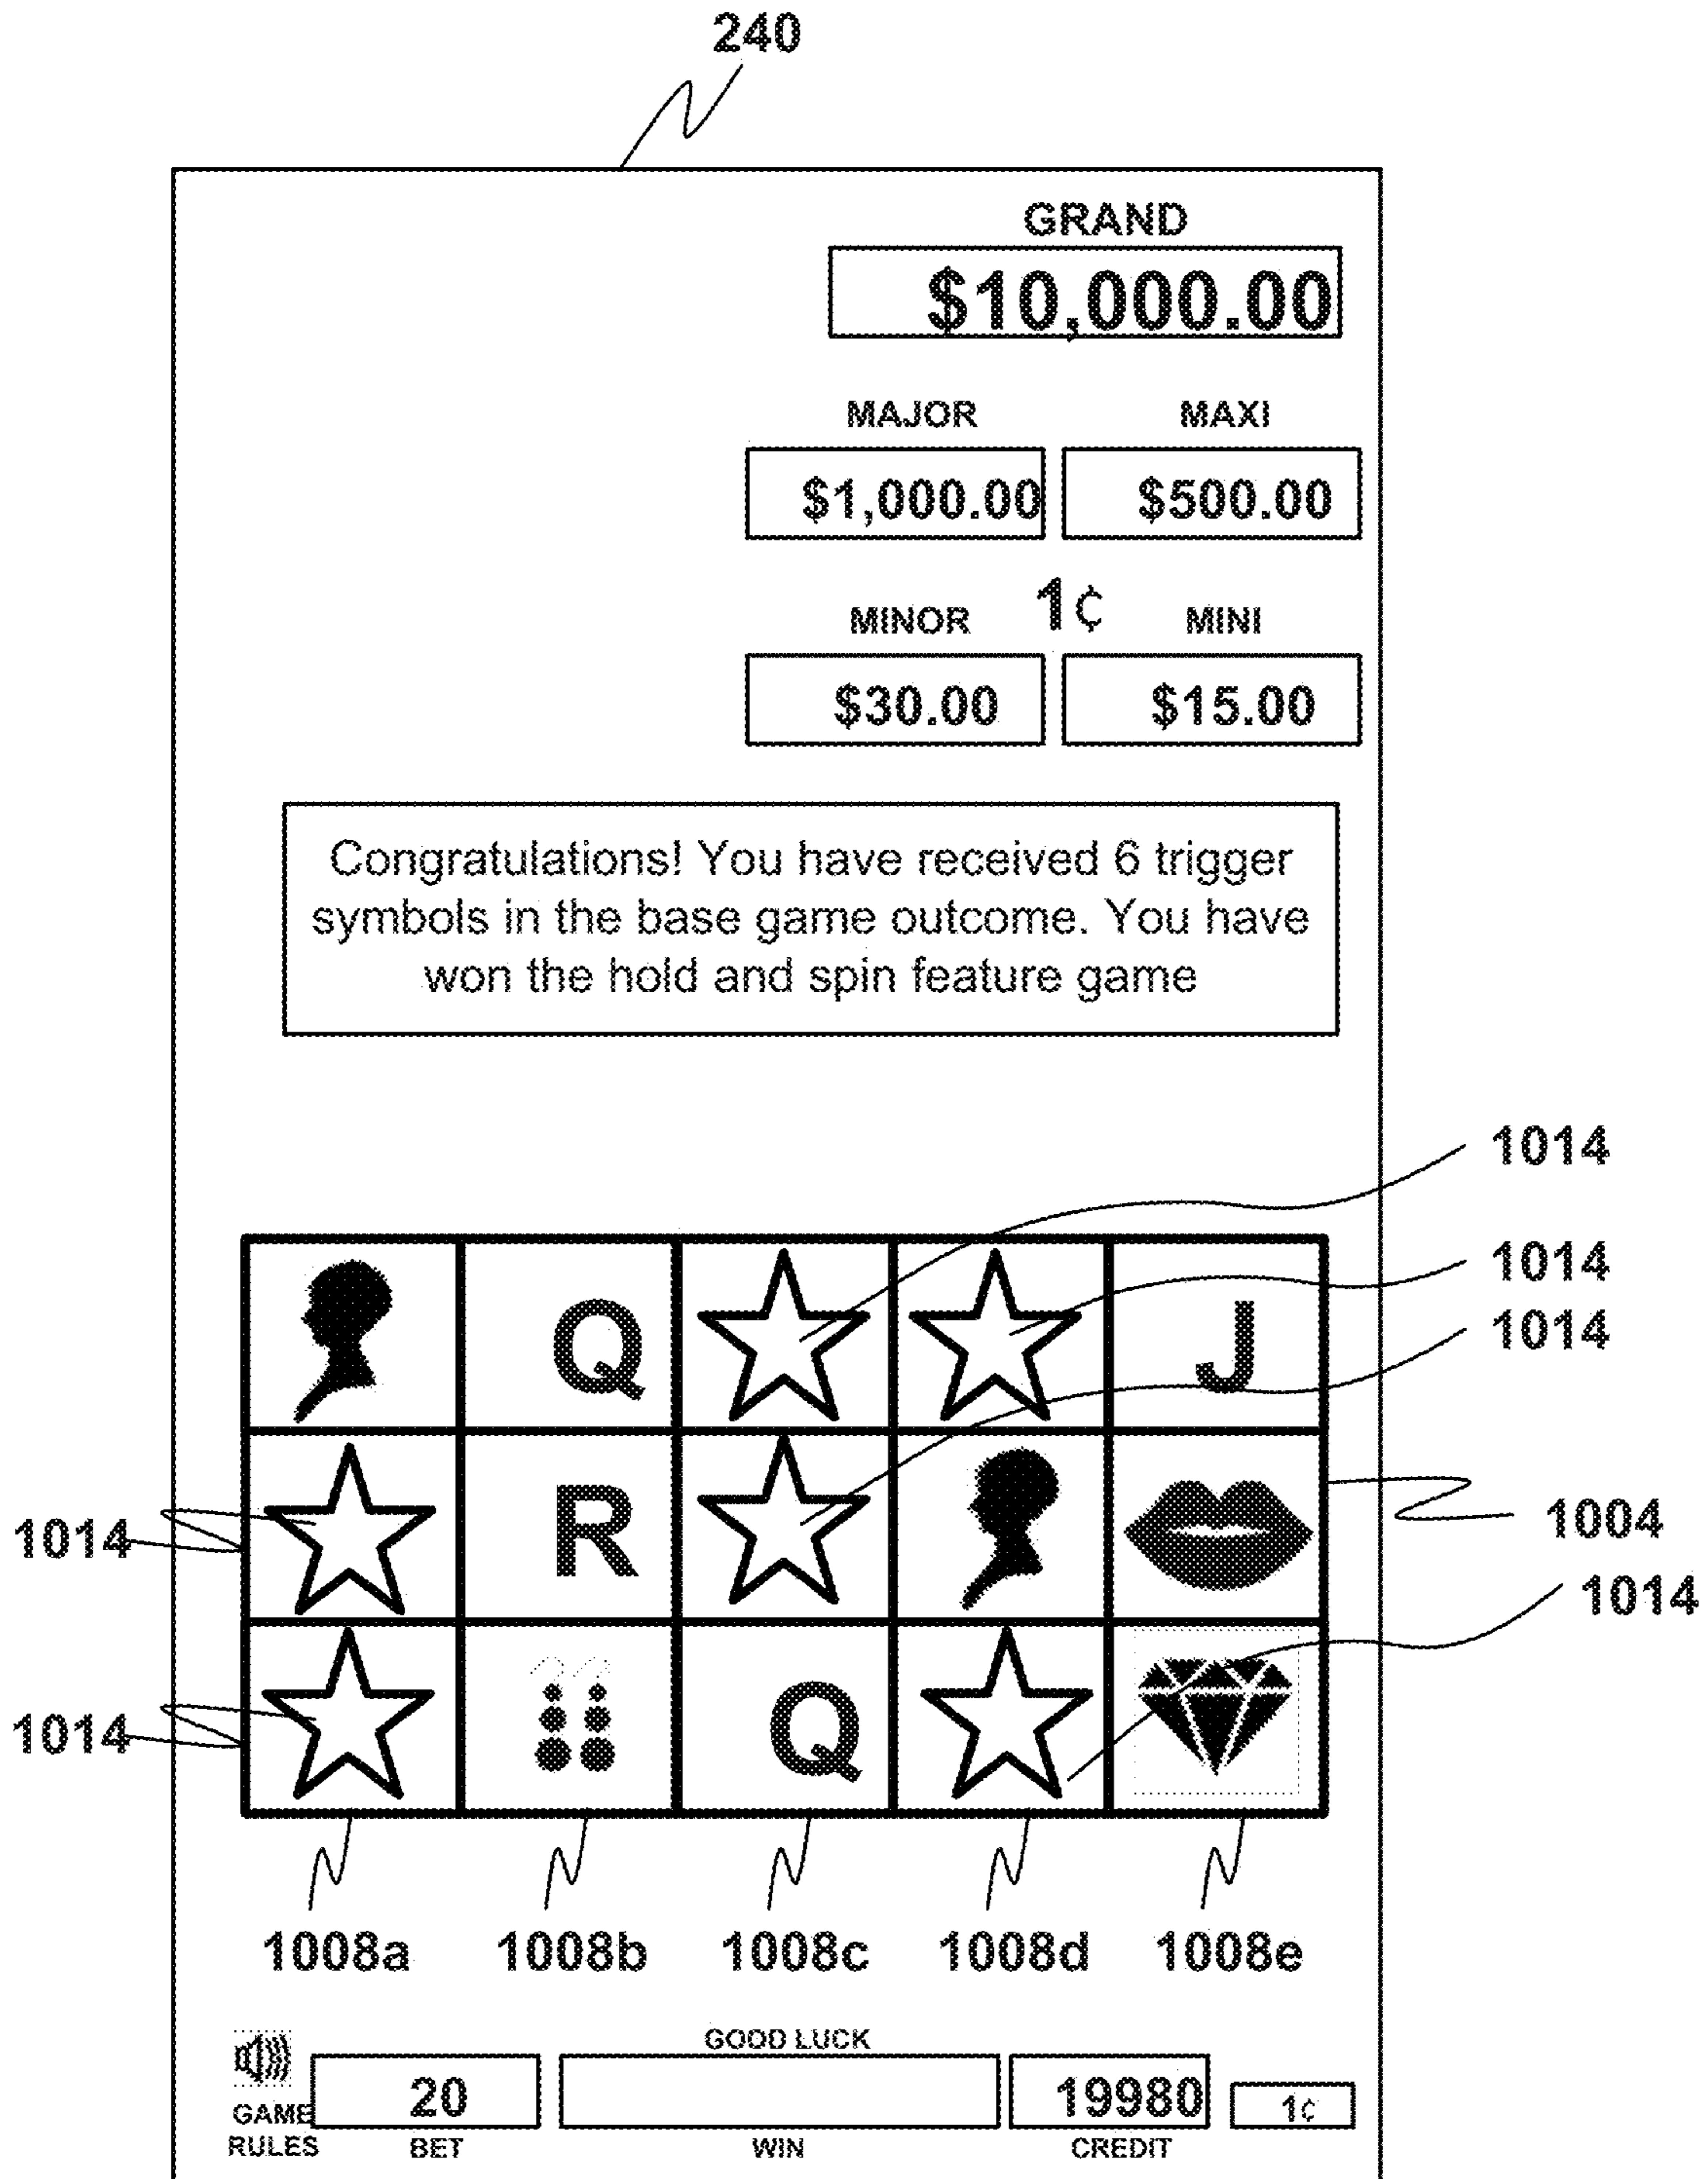 240
GRAND
$10,000.00
MAJOR MAXI
$1,000.00 $500.00
1¢
MINOR MINI
$30.00 $15.00
Congratulations! You have received 6 trigger
symbols in the base game outcome. You have
won the hold and spin feature game
1014
1014
1014
Q J
R
1014 1004
1014
Q
1014
1008a 1008b 1008c 1008d 1008e
GOOD LUCK
20 19980 1¢
GAME
RULES BET WIN CREDIT